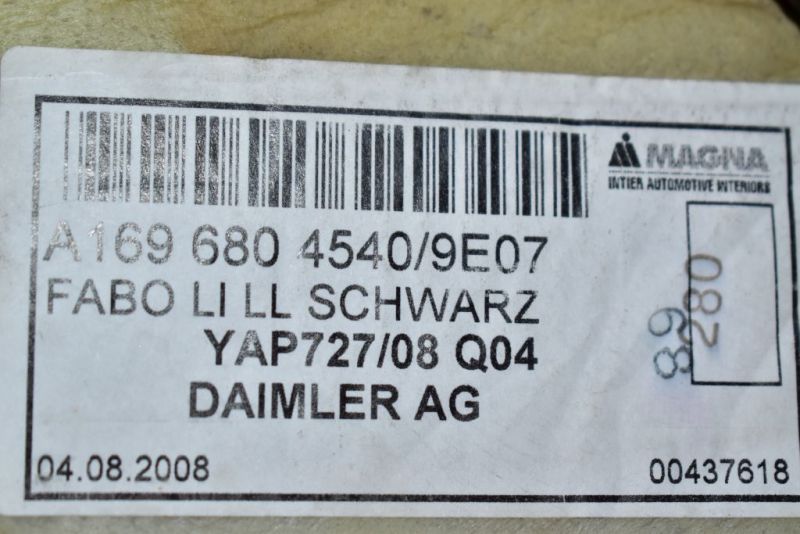 MAGNA
INTIER AUTOMOTIVE INTERIORS
A169 680 4540/9E07
FABO LI LL SCHWARZ
YAP727/08 Q04
DAIMLER AG
89
280
04.08.2008
00437618